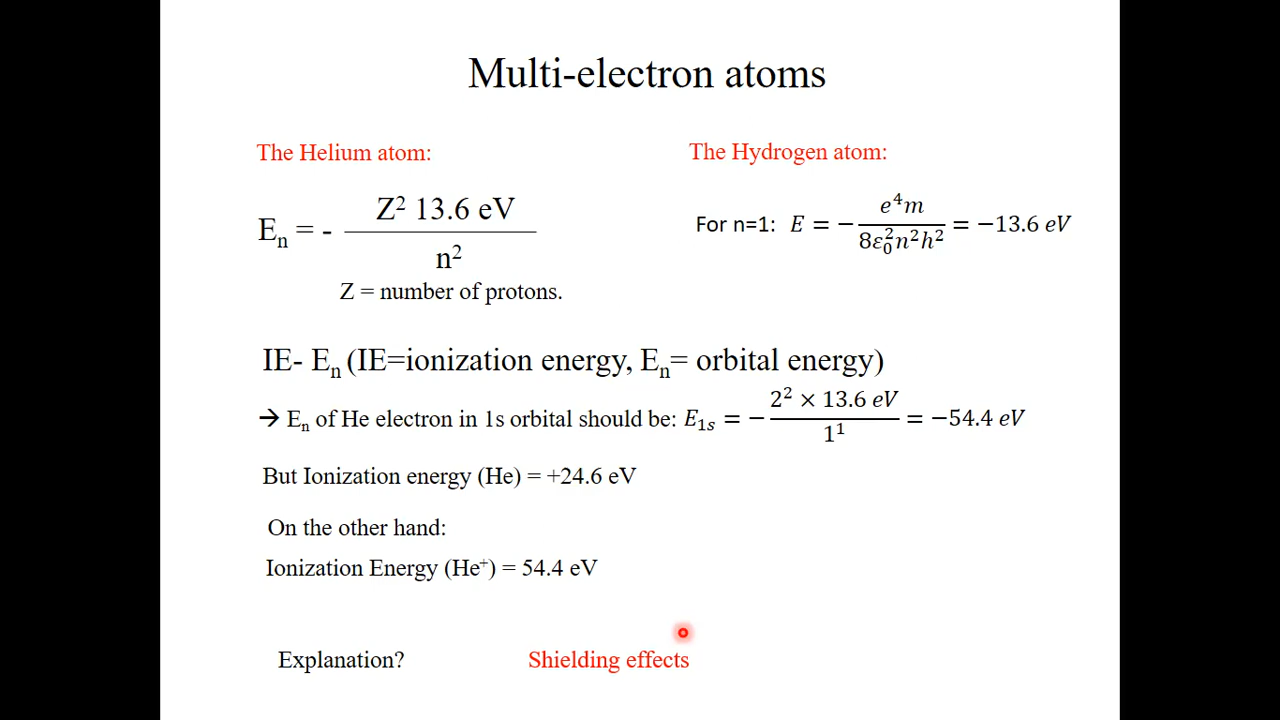 Multi-electron atoms
The Helium atom:
The Hydrogen atom:
Eₙ = - Z² 13.6 eV / n²
For n=1: E = − e⁴m / 8ε₀²n²h² = −13.6 eV
Z = number of protons.
IE- Eₙ (IE=ionization energy, Eₙ= orbital energy)
➔ Eₙ of He electron in 1s orbital should be: E₁ₛ = − 2² × 13.6 eV / 1¹ = −54.4 eV
But Ionization energy (He) = +24.6 eV
On the other hand:
Ionization Energy (He⁺) = 54.4 eV
Explanation? Shielding effects